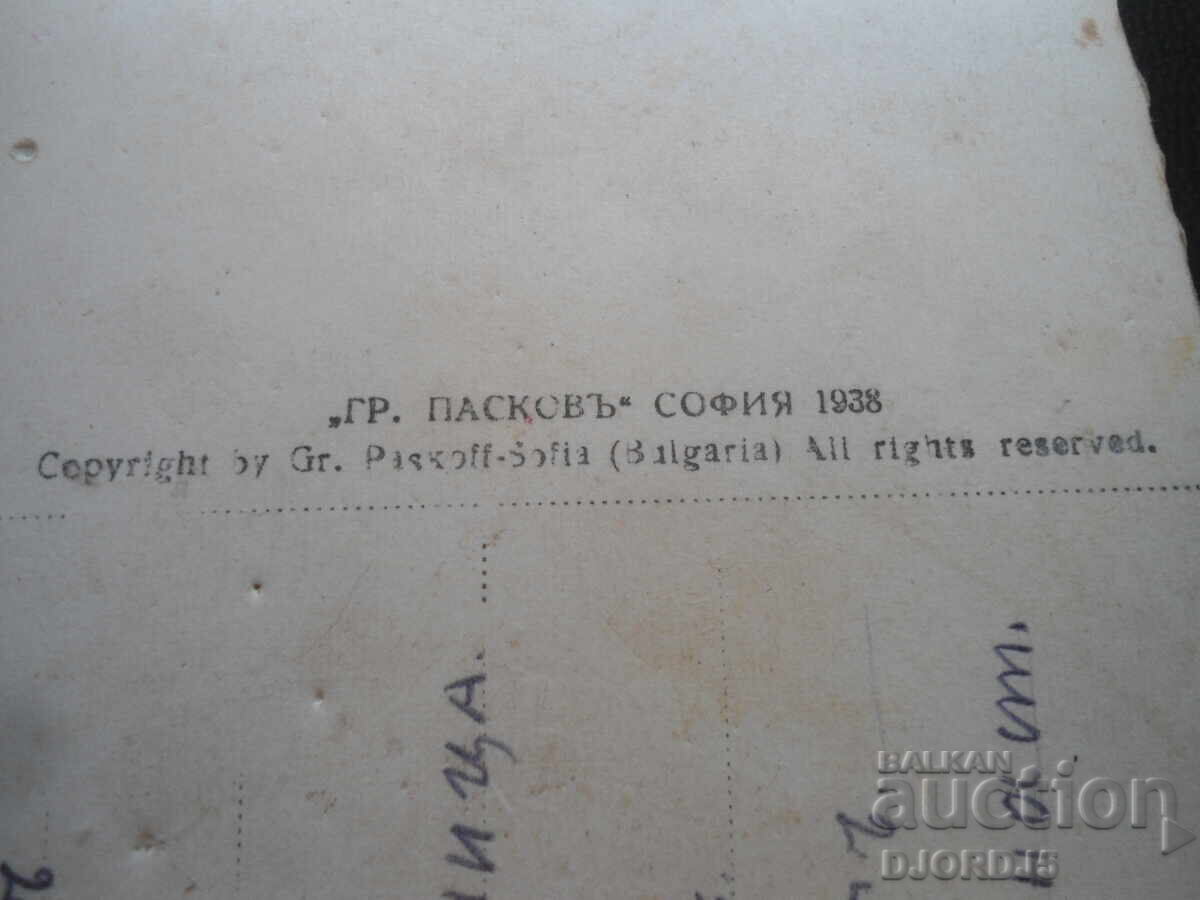 „ГР. ПАСКОВЪ“ СОФИЯ 1938
Copyright by Gr. Paskoff-Sofia (Bulgaria) All rights reserved.
BALKAN
auction
DJORDJ5